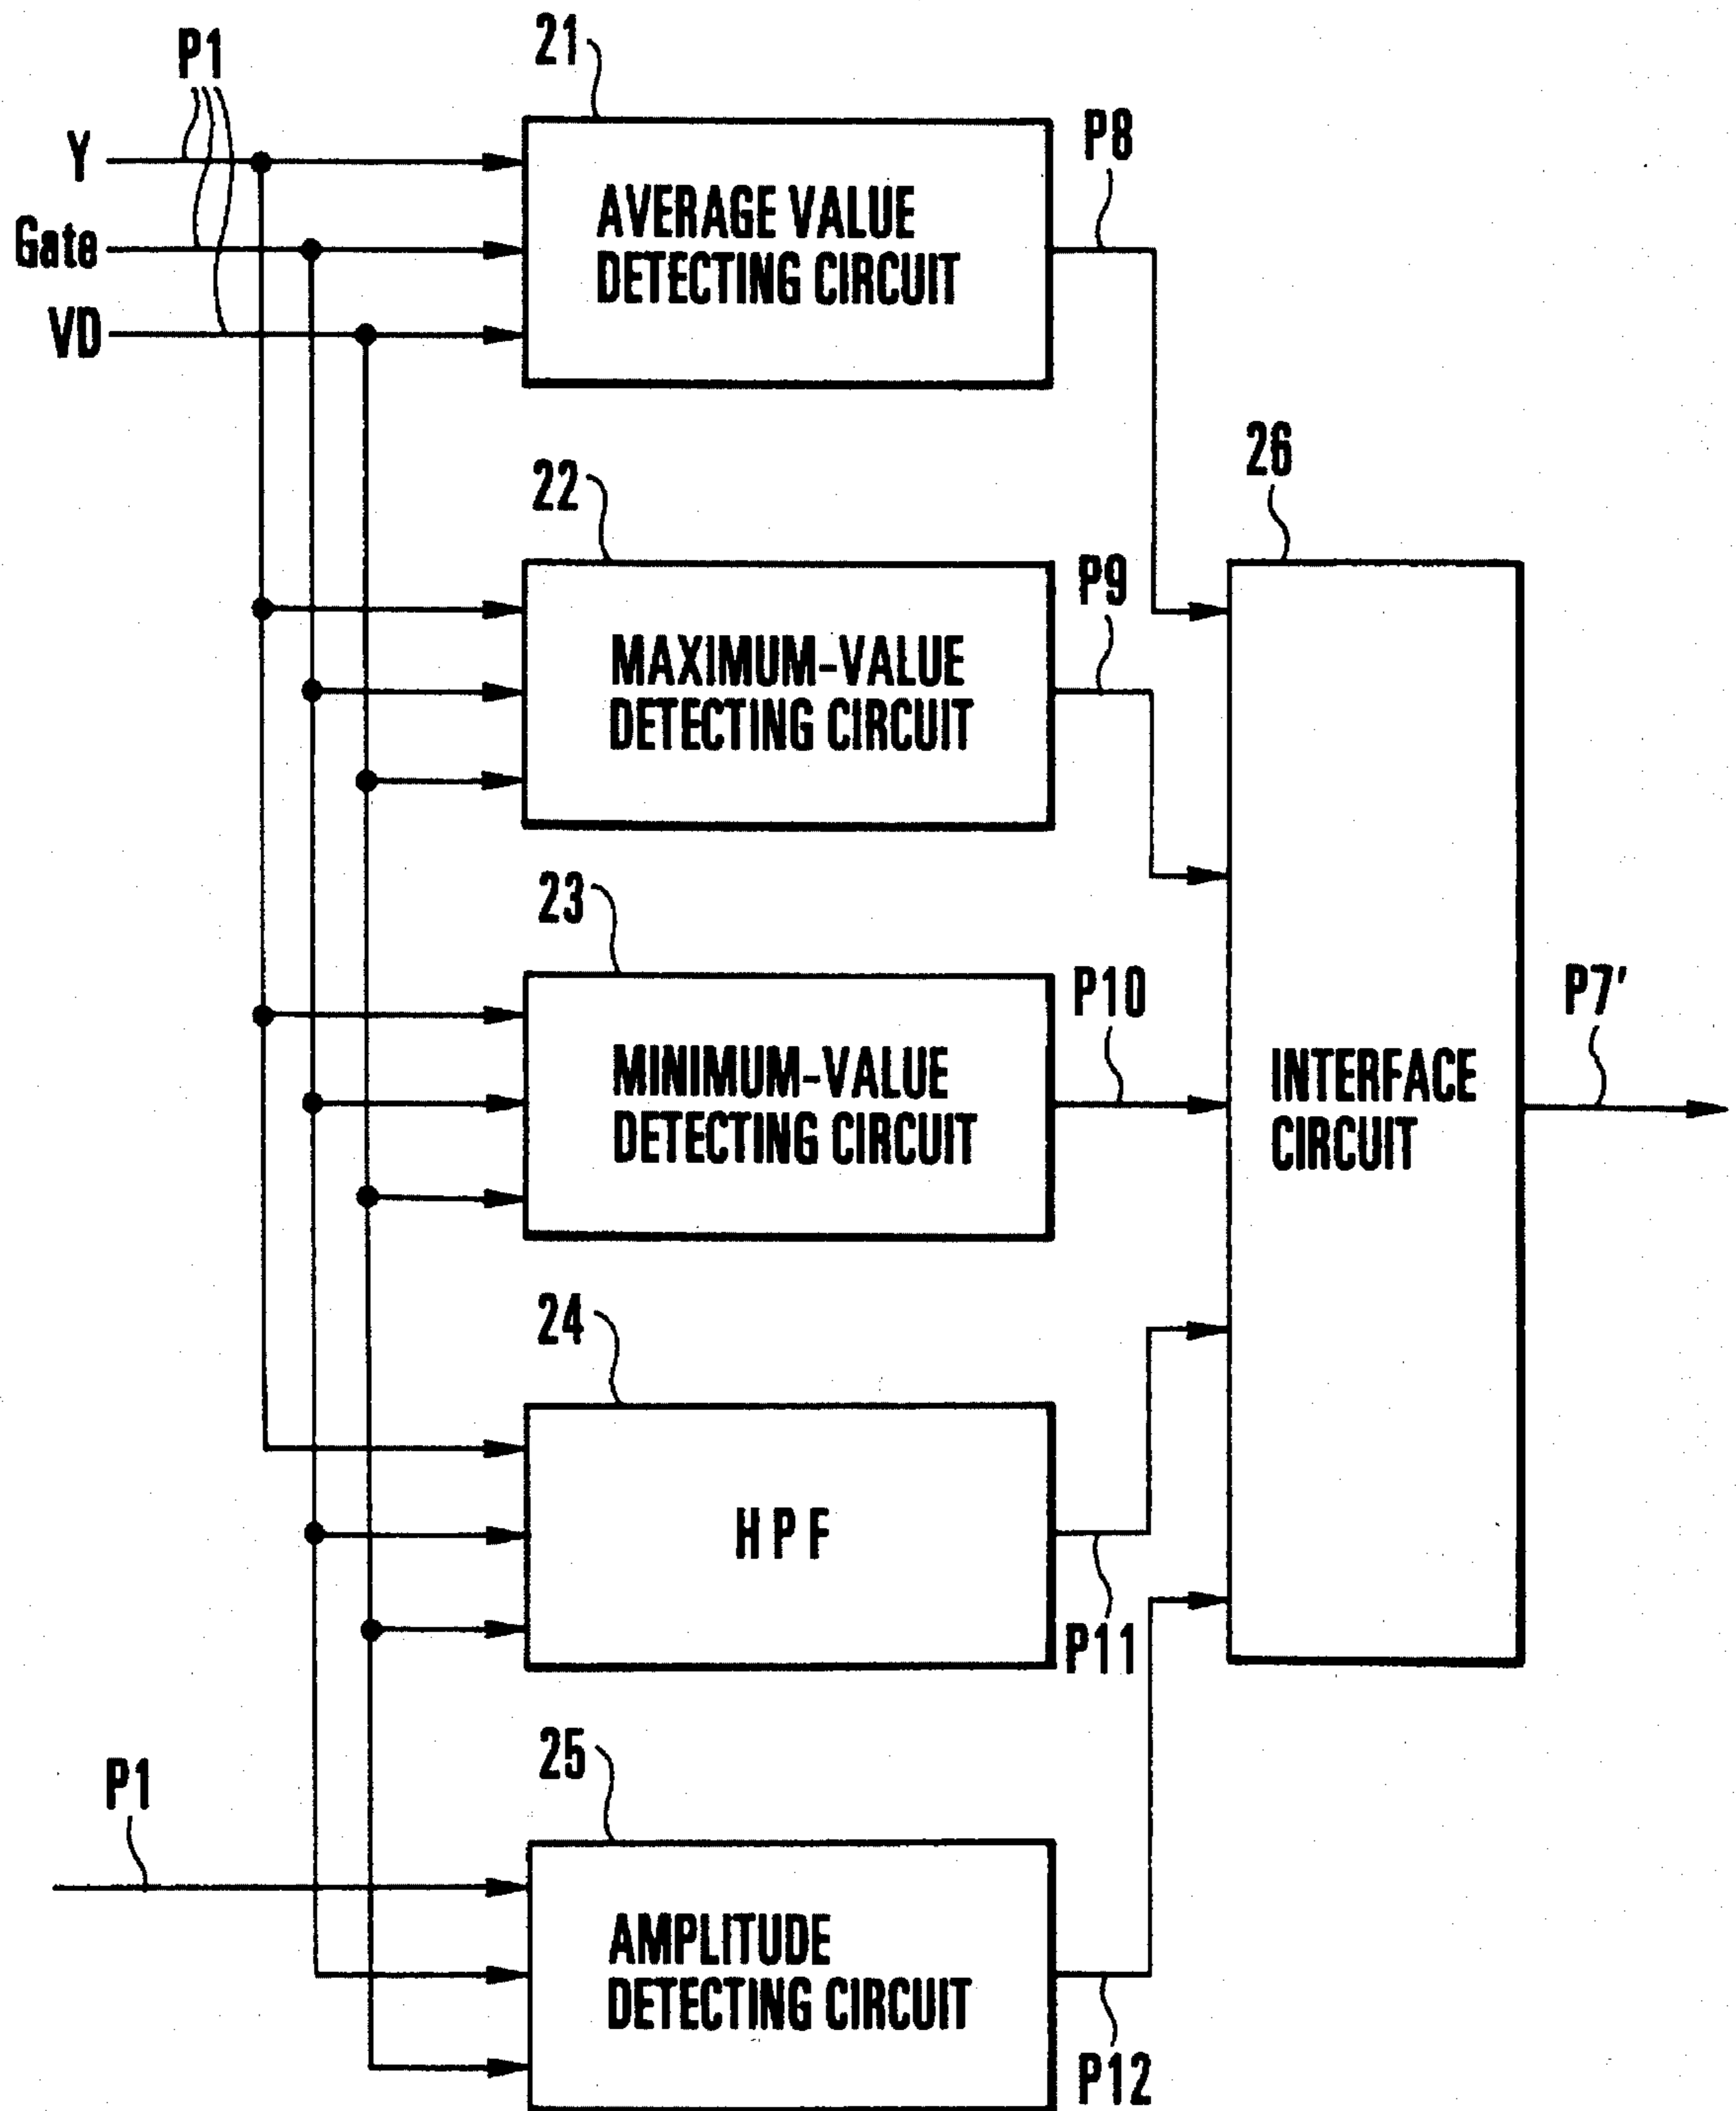 P1
21
Y
Gate
VD
AVERAGE VALUE
DETECTING CIRCUIT
P8
22
MAXIMUM-VALUE
DETECTING CIRCUIT
P9
26
23
MINIMUM-VALUE
DETECTING CIRCUIT
P10
INTERFACE
CIRCUIT
P7'
24
HPF
P11
25
P1
AMPLITUDE
DETECTING CIRCUIT
P12